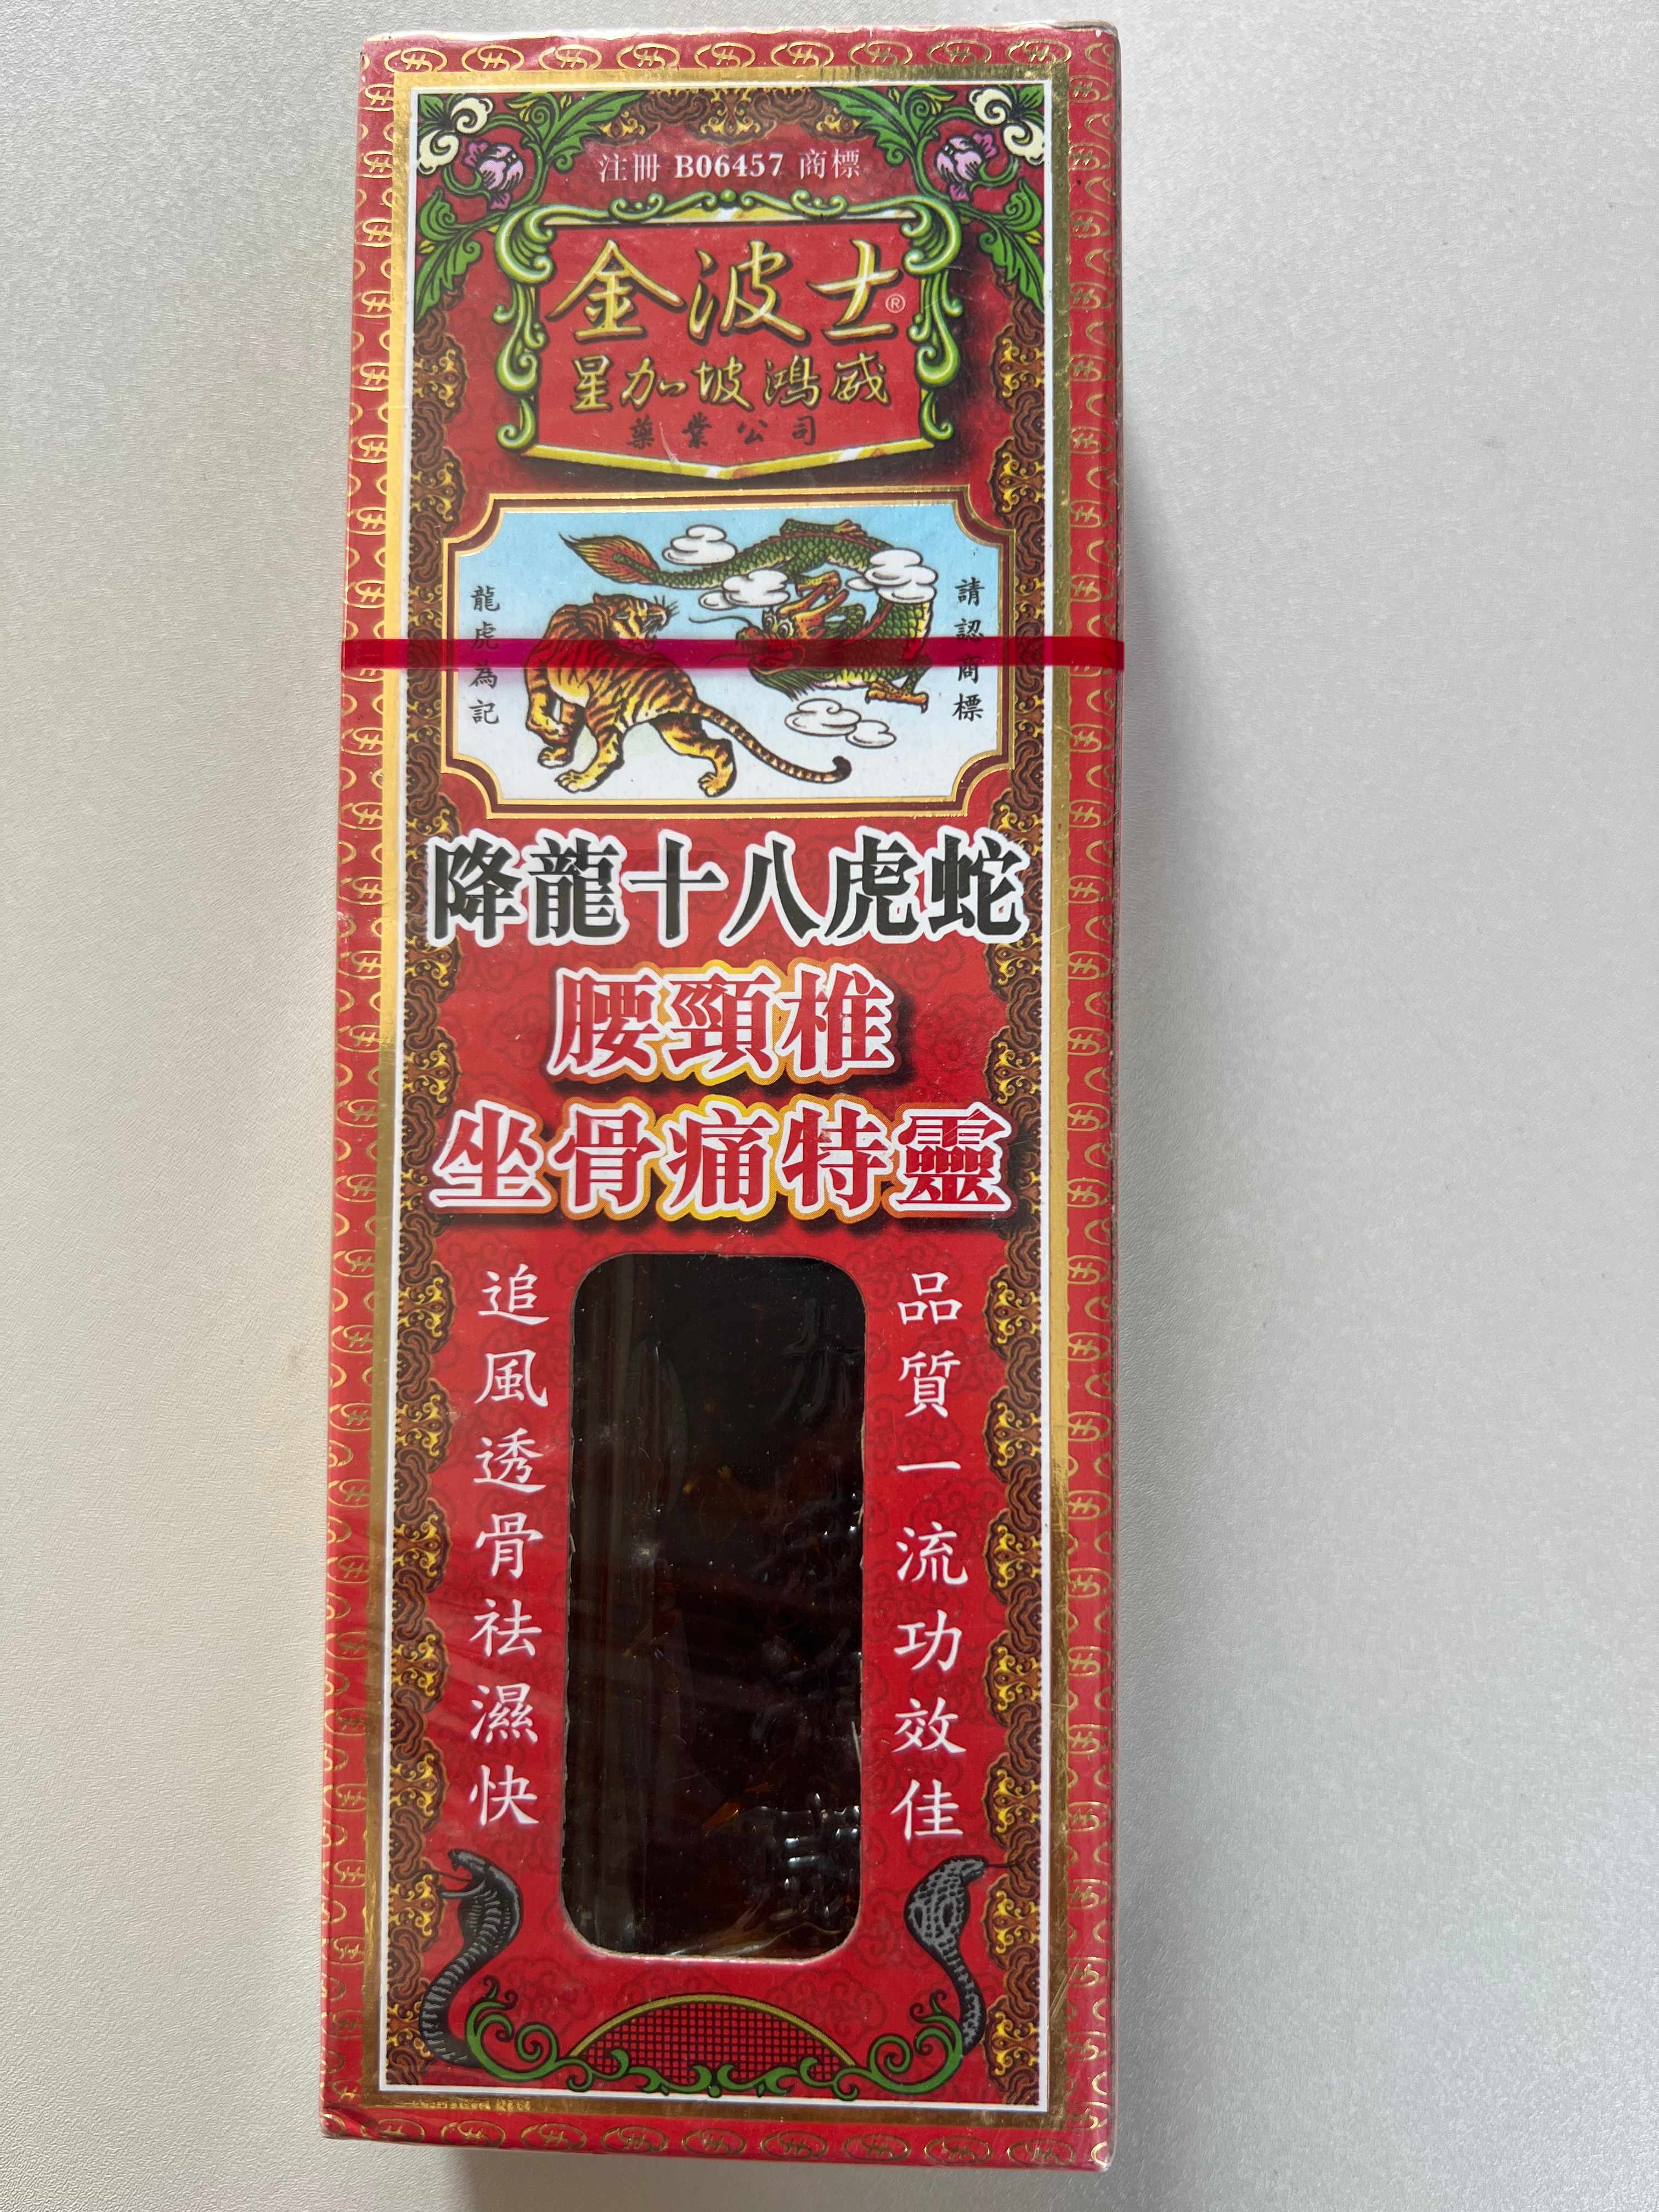 注冊 B06457 商標
金波士®
星加坡鴻威
藥業公司
請認商標
龍虎為記
降龍十八虎蛇
腰頸椎
坐骨痛特靈
品質一流功效佳
追風透骨祛濕快